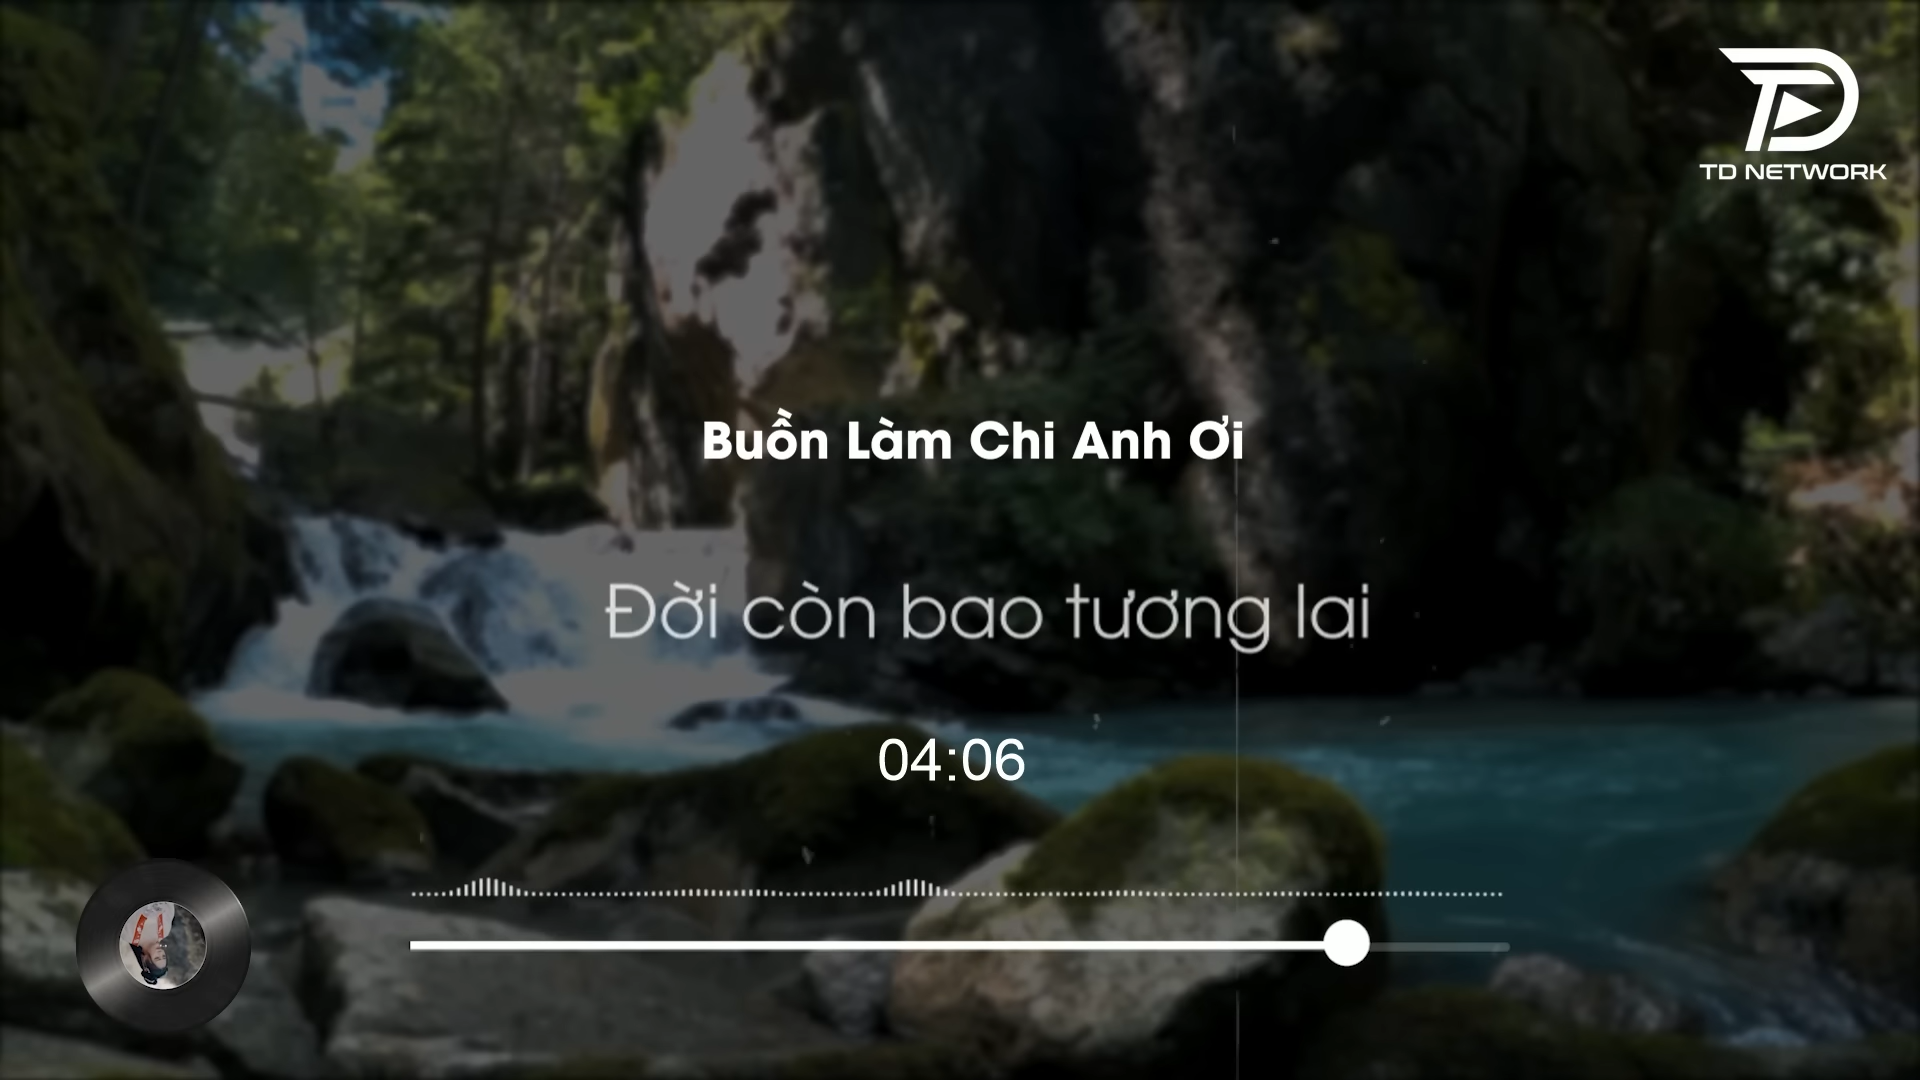 TD NETWORK
Buồn Làm Chi Anh Ơi
Đời còn bao tương lai
04:06